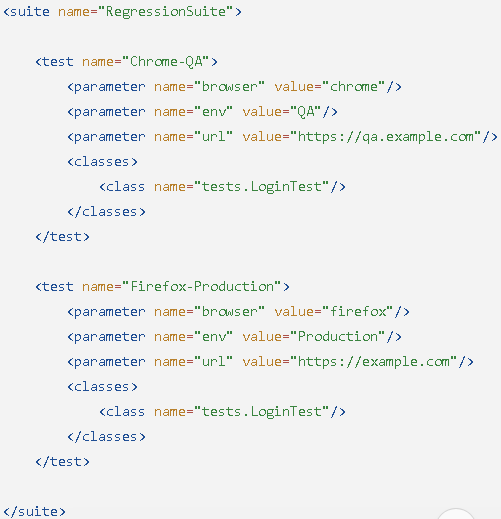 <suite name="RegressionSuite">
<test name="Chrome-QA">
<parameter name="browser" value="chrome"/>
<parameter name="env" value="QA"/>
<parameter name="url" value="https://qa.example.com"/>
<classes>
<class name="tests.LoginTest"/>
</classes>
</test>
<test name="Firefox-Production">
<parameter name="browser" value="firefox"/>
<parameter name="env" value="Production"/>
<parameter name="url" value="https://example.com"/>
<classes>
<class name="tests.LoginTest"/>
</classes>
</test>
</suite>